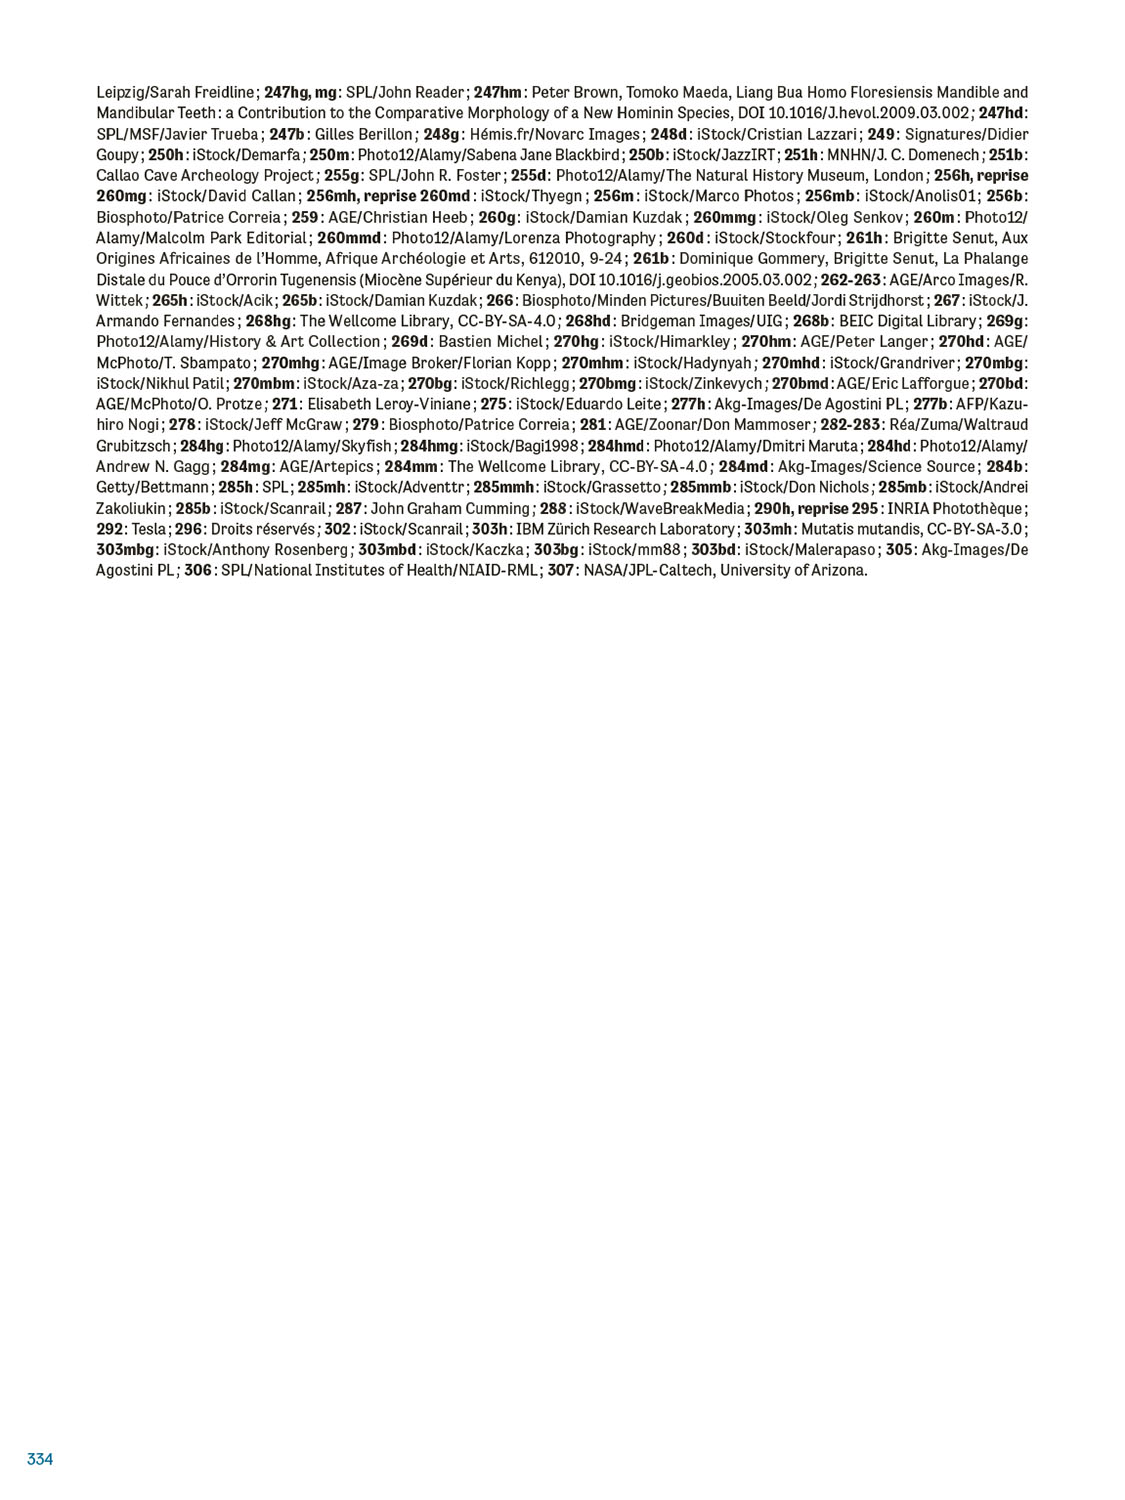 Leipzig/Sarah Freidline ; 247hg, mg : SPL/John Reader ; 247hm : Peter Brown, Tomoko Maeda, Liang Bua Homo Floresiensis Mandible and
Mandibular Teeth : a Contribution to the Comparative Morphology of a New Hominin Species, DOI 10.1016/J.hevol.2009.03.002 ; 247hd :
SPL/MSF/Javier Trueba ; 247b : Gilles Berillon ; 248g : Hémis.fr/Novarc Images ; 248d : iStock/Cristian Lazzari ; 249 : Signatures/Didier
Goupy ; 250h : iStock/Demarfa ; 250m : Photo12/Alamy/Sabena Jane Blackbird ; 250b : iStock/JazzIRT ; 251h : MNHN/J. C. Domenech ; 251b :
Callao Cave Archeology Project ; 255g : SPL/John R. Foster ; 255d : Photo12/Alamy/The Natural History Museum, London ; 256h, reprise
260mg : iStock/David Callan ; 256mh, reprise 260md : iStock/Thyegn ; 256m : iStock/Marco Photos ; 256mb : iStock/Anolis01 ; 256b :
Biosphoto/Patrice Correia ; 259 : AGE/Christian Heeb ; 260g : iStock/Damian Kuzdak ; 260mmg : iStock/Oleg Senkov ; 260m : Photo12/
Alamy/Malcolm Park Editorial ; 260mmd : Photo12/Alamy/Lorenza Photography ; 260d : iStock/Stockfour ; 261h : Brigitte Senut, Aux
Origines Africaines de l'Homme, Afrique Archéologie et Arts, 612010, 9-24 ; 261b : Dominique Gommery, Brigitte Senut, La Phalange
Distale du Pouce d'Orrorin Tugenensis (Miocène Supérieur du Kenya), DOI 10.1016/j.geobios.2005.03.002 ; 262-263 : AGE/Arco Images/R.
Wittek ; 265h : iStock/Acik ; 265b : iStock/Damian Kuzdak ; 266 : Biosphoto/Minden Pictures/Buuiten Beeld/Jordi Strijdhorst ; 267 : iStock/J.
Armando Fernandes ; 268hg : The Wellcome Library, CC-BY-SA-4.0 ; 268hd : Bridgeman Images/UIG ; 268b : BEIC Digital Library ; 269g :
Photo12/Alamy/History & Art Collection ; 269d : Bastien Michel ; 270hg : iStock/Himarkley ; 270hm : AGE/Peter Langer ; 270hd : AGE/
McPhoto/T. Sbampato ; 270mhg : AGE/Image Broker/Florian Kopp ; 270mhm : iStock/Hadynyah ; 270mhd : iStock/Grandriver ; 270mbg :
iStock/Nikhul Patil ; 270mbm : iStock/Aza-za ; 270bg : iStock/Richlegg ; 270bmg : iStock/Zinkevych ; 270bmd : AGE/Eric Lafforgue ; 270bd :
AGE/McPhoto/O. Protze ; 271 : Elisabeth Leroy-Viniane ; 275 : iStock/Eduardo Leite ; 277h : Akg-Images/De Agostini PL ; 277b : AFP/Kazu-
hiro Nogi ; 278 : iStock/Jeff McGraw ; 279 : Biosphoto/Patrice Correia ; 281 : AGE/Zoonar/Don Mammoser ; 282-283 : Réa/Zuma/Waltraud
Grubitzsch ; 284hg : Photo12/Alamy/Skyfish ; 284hmg : iStock/Bagi1998 ; 284hmd : Photo12/Alamy/Dmitri Maruta ; 284hd : Photo12/Alamy/
Andrew N. Gagg ; 284mg : AGE/Artepics ; 284mm : The Wellcome Library, CC-BY-SA-4.0 ; 284md : Akg-Images/Science Source ; 284b :
Getty/Bettmann ; 285h : SPL ; 285mh : iStock/Adventtr ; 285mmh : iStock/Grassetto ; 285mmb : iStock/Don Nichols ; 285mb : iStock/Andrei
Zakoliukin ; 285b : iStock/Scanrail ; 287 : John Graham Cumming ; 288 : iStock/WaveBreakMedia ; 290h, reprise 295 : INRIA Photothèque ;
292 : Tesla ; 296 : Droits réservés ; 302 : iStock/Scanrail ; 303h : IBM Zürich Research Laboratory ; 303mh : Mutatis mutandis, CC-BY-SA-3.0 ;
303mbg : iStock/Anthony Rosenberg ; 303mbd : iStock/Kaczka ; 303bg : iStock/mm88 ; 303bd : iStock/Malerapaso ; 305 : Akg-Images/De
Agostini PL ; 306 : SPL/National Institutes of Health/NIAID-RML ; 307 : NASA/JPL-Caltech, University of Arizona.
334